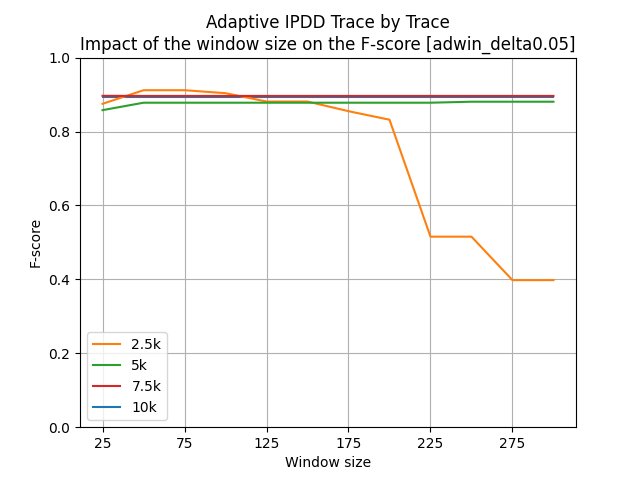 Adaptive IPDD Trace by Trace
Impact of the window size on the F-score [adwin_delta0.05]
F-score
1.0
0.8
0.6
0.4
0.2
0.0
2.5k
5k
7.5k
10k
25
75
125
175
225
275
Window size